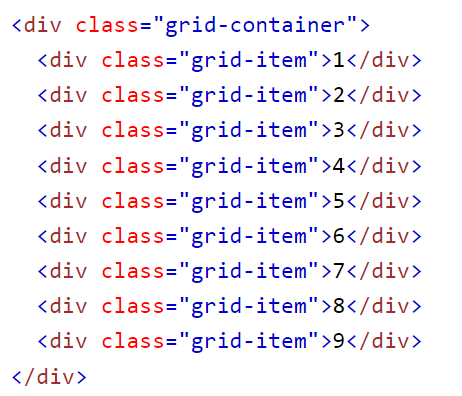 <div class="grid-container">
  <div class="grid-item">1</div>
  <div class="grid-item">2</div>
  <div class="grid-item">3</div>
  <div class="grid-item">4</div>
  <div class="grid-item">5</div>
  <div class="grid-item">6</div>
  <div class="grid-item">7</div>
  <div class="grid-item">8</div>
  <div class="grid-item">9</div>
</div>